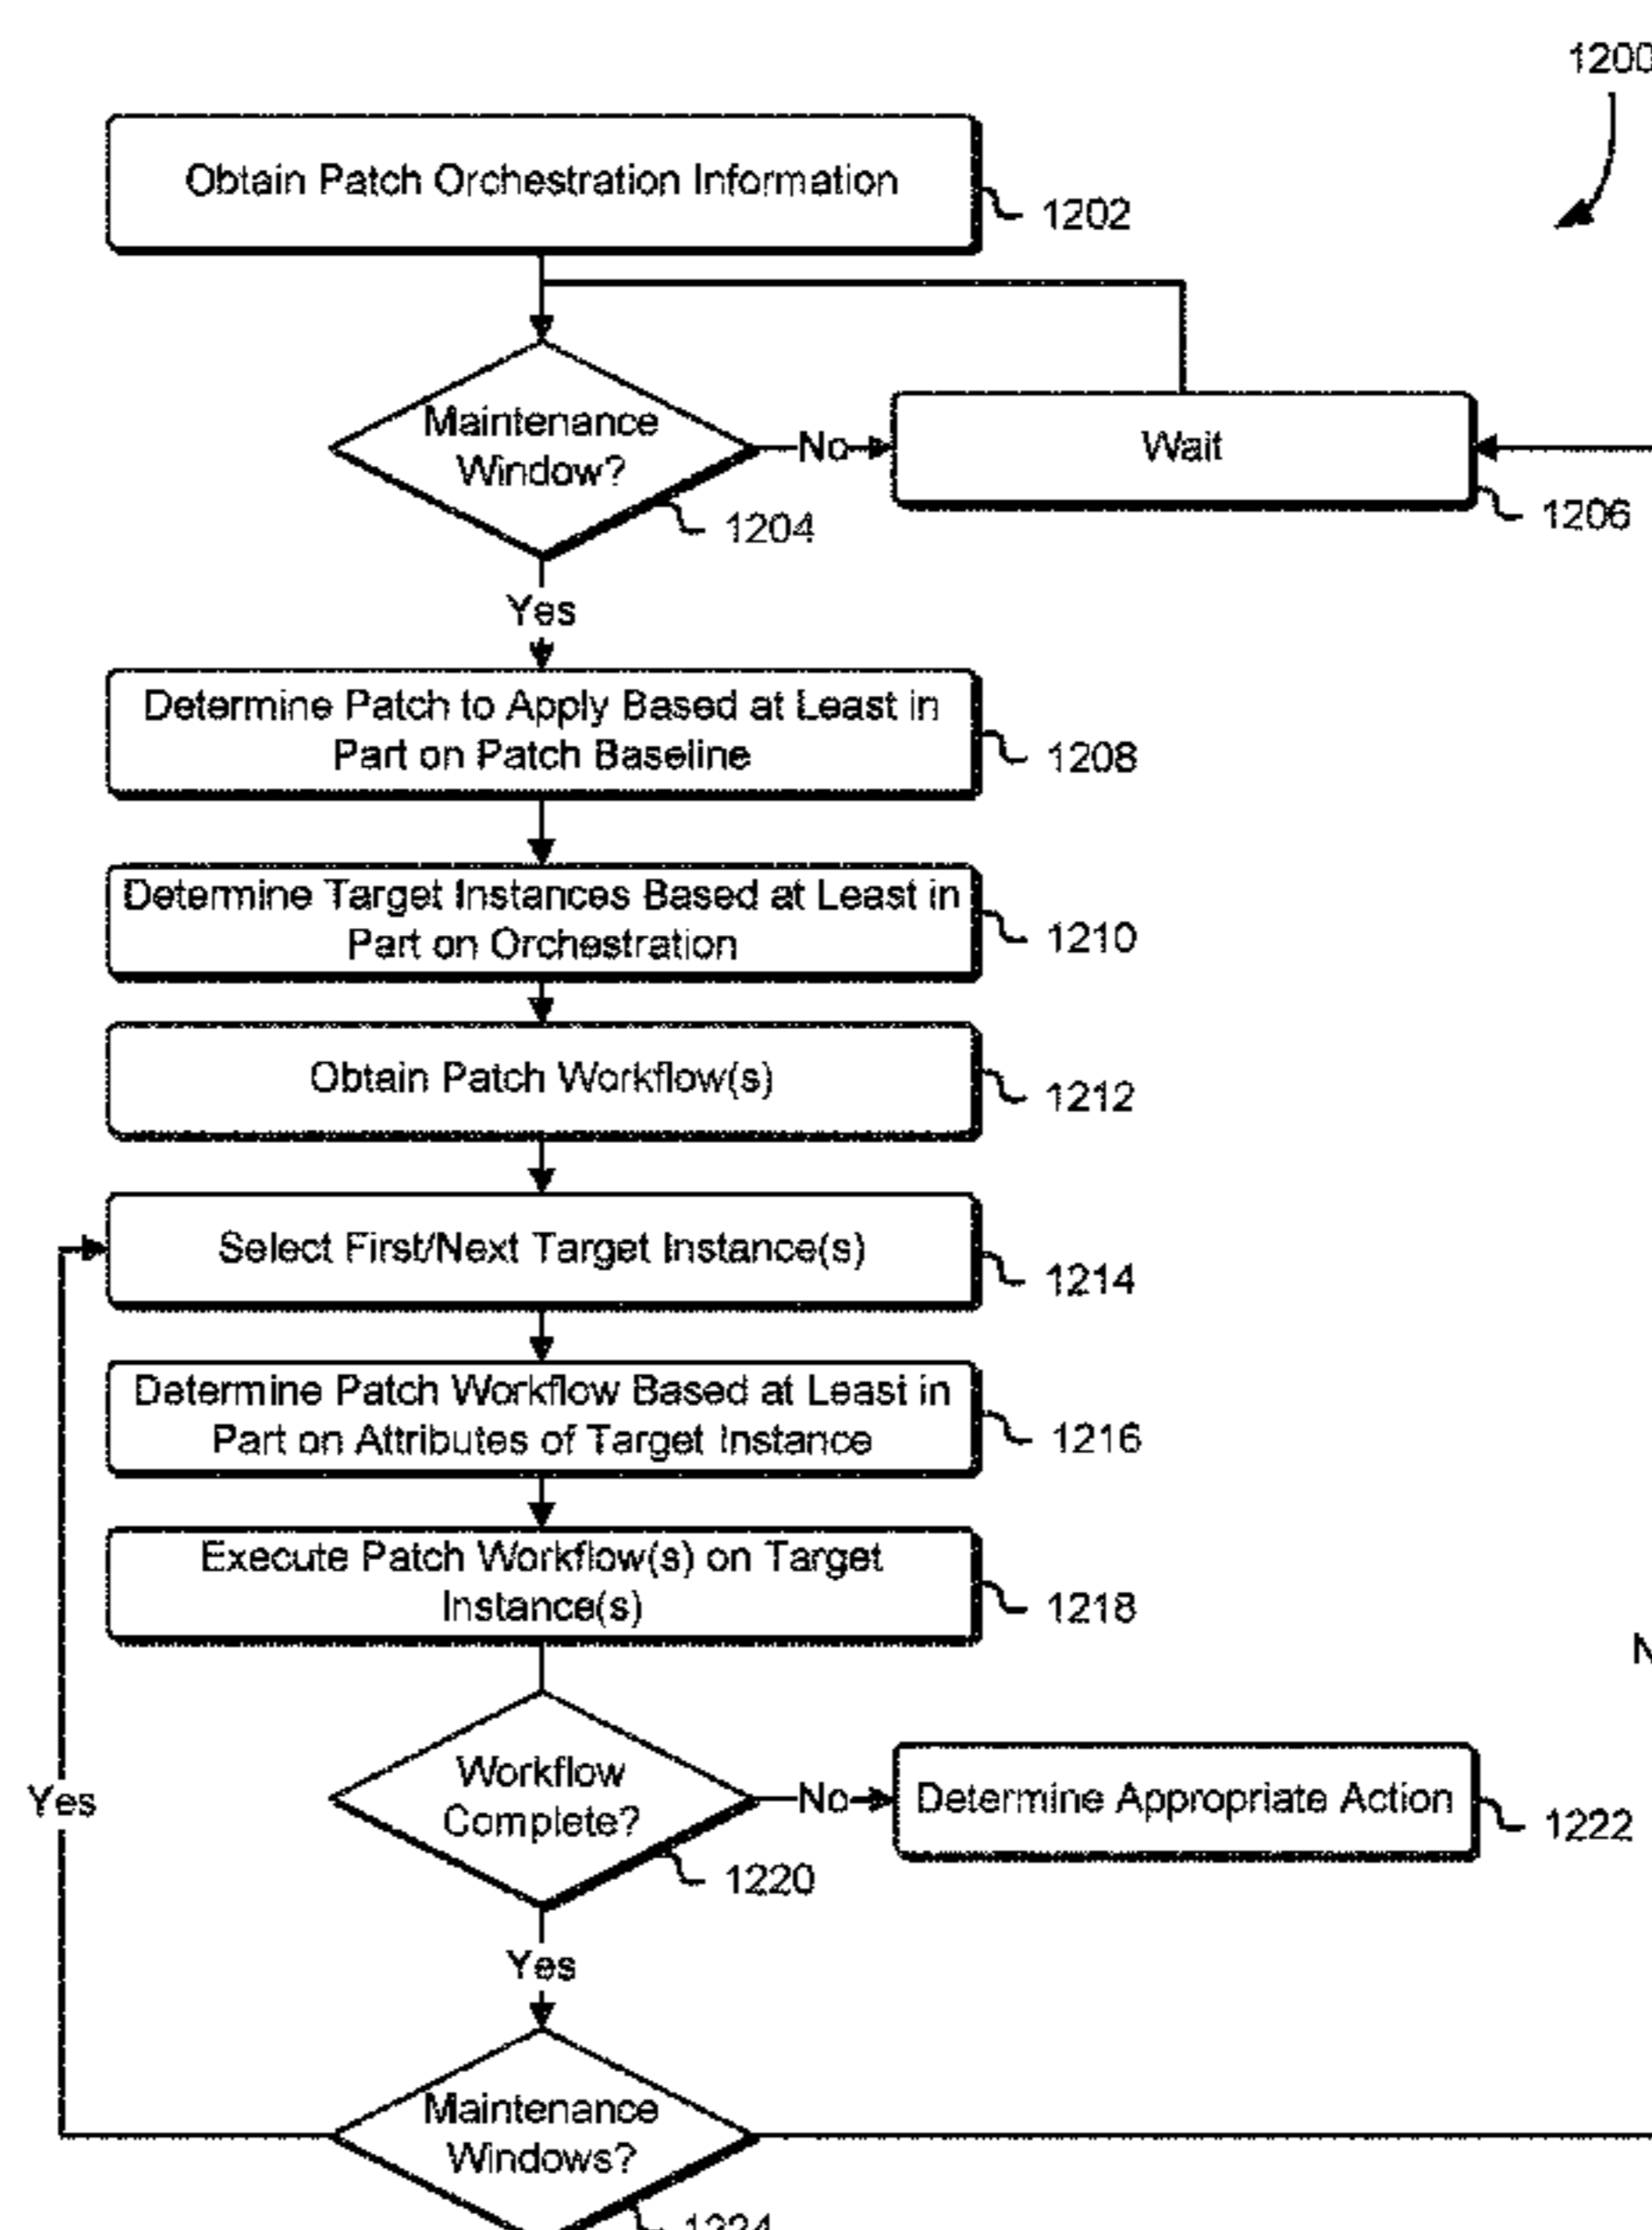 1200
Obtain Patch Orchestration Information
1202
Maintenance
Window?
No
Wait
1204
1206
Yes
Determine Patch to Apply Based at Least in
Part on Patch Baseline
1208
Determine Target Instances Based at Least in
Part on Orchestration
1210
Obtain Patch Workflow(s)
1212
Select First/Next Target Instance(s)
1214
Determine Patch Workflow Based at Least in
Part on Attributes of Target Instance
1216
Execute Patch Workflow(s) on Target
Instance(s)
1218
Workflow
Complete?
No
Determine Appropriate Action
1222
Yes
1220
Yes
Maintenance
Windows?
1224